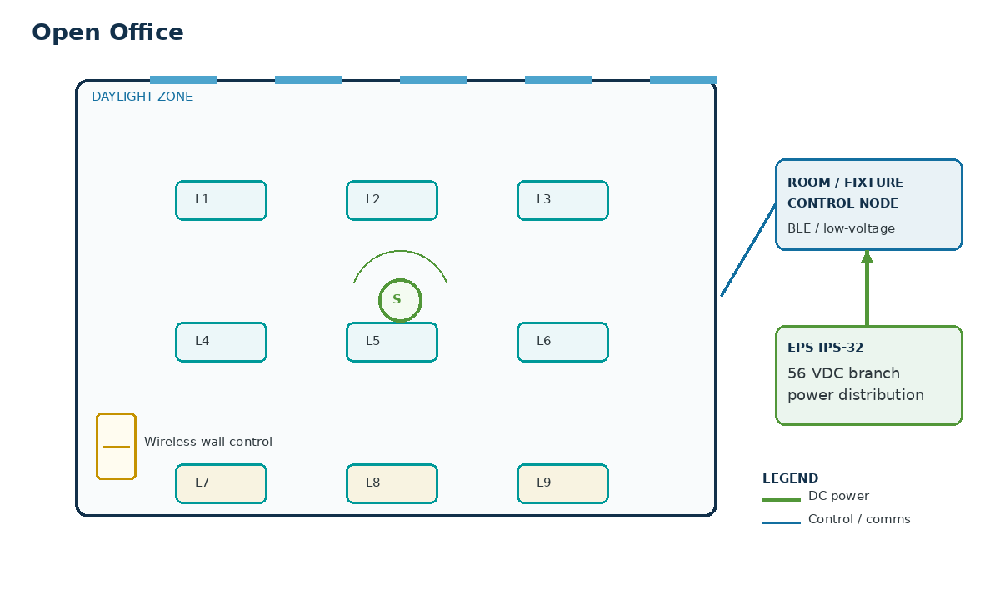 Open Office
DAYLIGHT ZONE
L1
L2
L3
S
L4
L5
L6
Wireless wall control
L7
L8
L9
ROOM / FIXTURE
CONTROL NODE
BLE / low-voltage
EPS IPS-32
56 VDC branch
power distribution
LEGEND
DC power
Control / comms